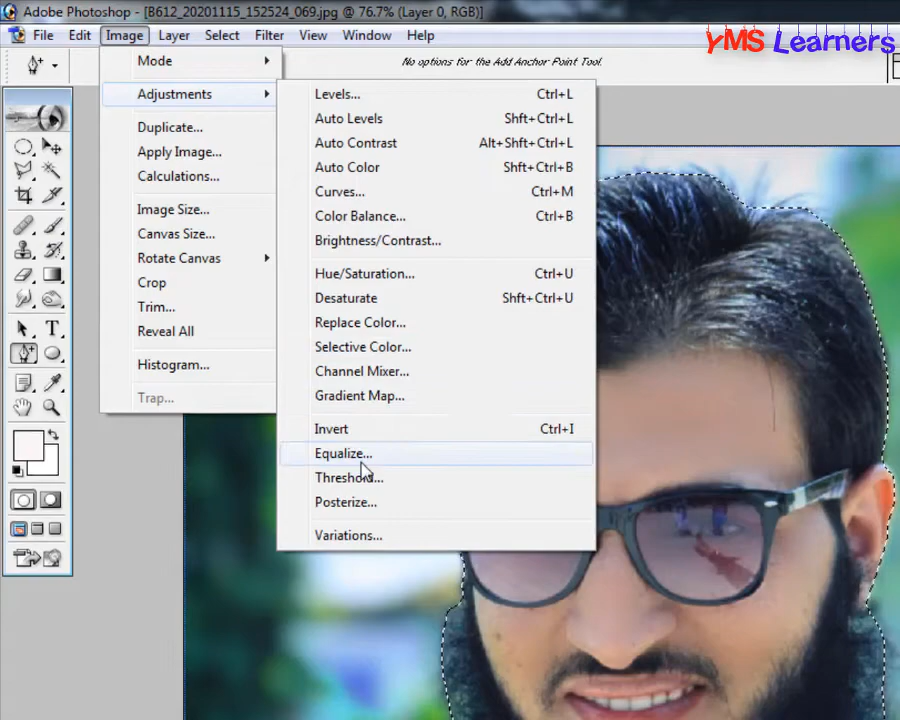 Adobe Photoshop - [B612_20201115_152524_069.jpg @ 76.7% (Layer 0, RGB)]
File Edit Image Layer Select Filter View Window Help
YMS Learners
No options for the Add Anchor Point Tool.
Mode
Adjustments
Duplicate...
Apply Image...
Calculations...
Image Size...
Canvas Size...
Rotate Canvas
Crop
Trim...
Reveal All
Histogram...
Trap...
Levels... Ctrl+L
Auto Levels Shft+Ctrl+L
Auto Contrast Alt+Shft+Ctrl+L
Auto Color Shft+Ctrl+B
Curves... Ctrl+M
Color Balance... Ctrl+B
Brightness/Contrast...
Hue/Saturation... Ctrl+U
Desaturate Shft+Ctrl+U
Replace Color...
Selective Color...
Channel Mixer...
Gradient Map...
Invert Ctrl+I
Equalize...
Threshold...
Posterize...
Variations...
T